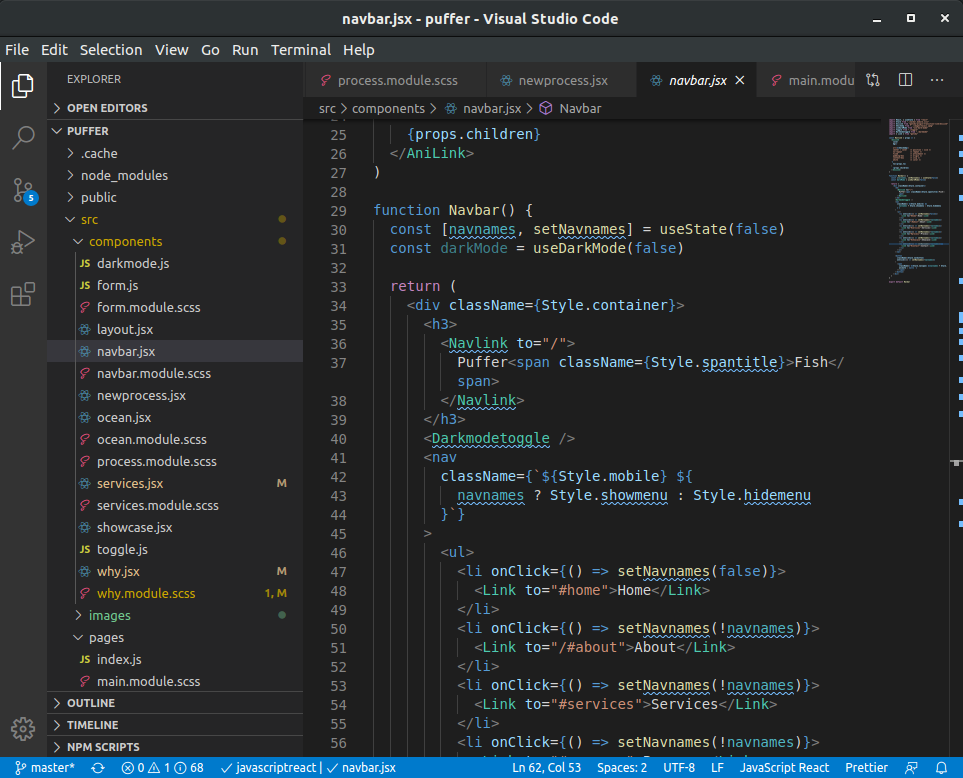 navbar.jsx - puffer - Visual Studio Code
File Edit Selection View Go Run Terminal Help
EXPLORER
OPEN EDITORS
PUFFER
.cache
node_modules
public
src
components
JS darkmode.js
JS form.js
form.module.scss
layout.jsx
navbar.jsx
navbar.module.scss
newprocess.jsx
ocean.jsx
ocean.module.scss
process.module.scss
services.jsx M
services.module.scss
showcase.jsx
JS toggle.js
why.jsx M
why.module.scss 1, M
images
pages
JS index.js
main.module.scss
OUTLINE
TIMELINE
NPM SCRIPTS
5
process.module.scss newprocess.jsx navbar.jsx main.modu
src > components > navbar.jsx > Navbar
25 {props.children}
26 </AniLink>
27 )
28
29 function Navbar() {
30 const [navnames, setNavnames] = useState(false)
31 const darkMode = useDarkMode(false)
32
33 return (
34 <div className={Style.container}>
35 <h3>
36 <Navlink to="/">
37 Puffer<span className={Style.spantitle}>Fish</
span>
38 </Navlink>
39 </h3>
40 <Darkmodetoggle />
41 <nav
42 className={`${Style.mobile} ${
43 navnames ? Style.showmenu : Style.hidemenu
44 }`}
45 >
46 <ul>
47 <li onClick={() => setNavnames(false)}>
48 <Link to="#home">Home</Link>
49 </li>
50 <li onClick={() => setNavnames(!navnames)}>
51 <Link to="/#about">About</Link>
52 </li>
53 <li onClick={() => setNavnames(!navnames)}>
54 <Link to="#services">Services</Link>
55 </li>
56 <li onClick={() => setNavnames(!navnames)}>
master* 0 1 68 javascriptreact | navbar.jsx Ln 62, Col 53 Spaces: 2 UTF-8 LF JavaScript React Prettier